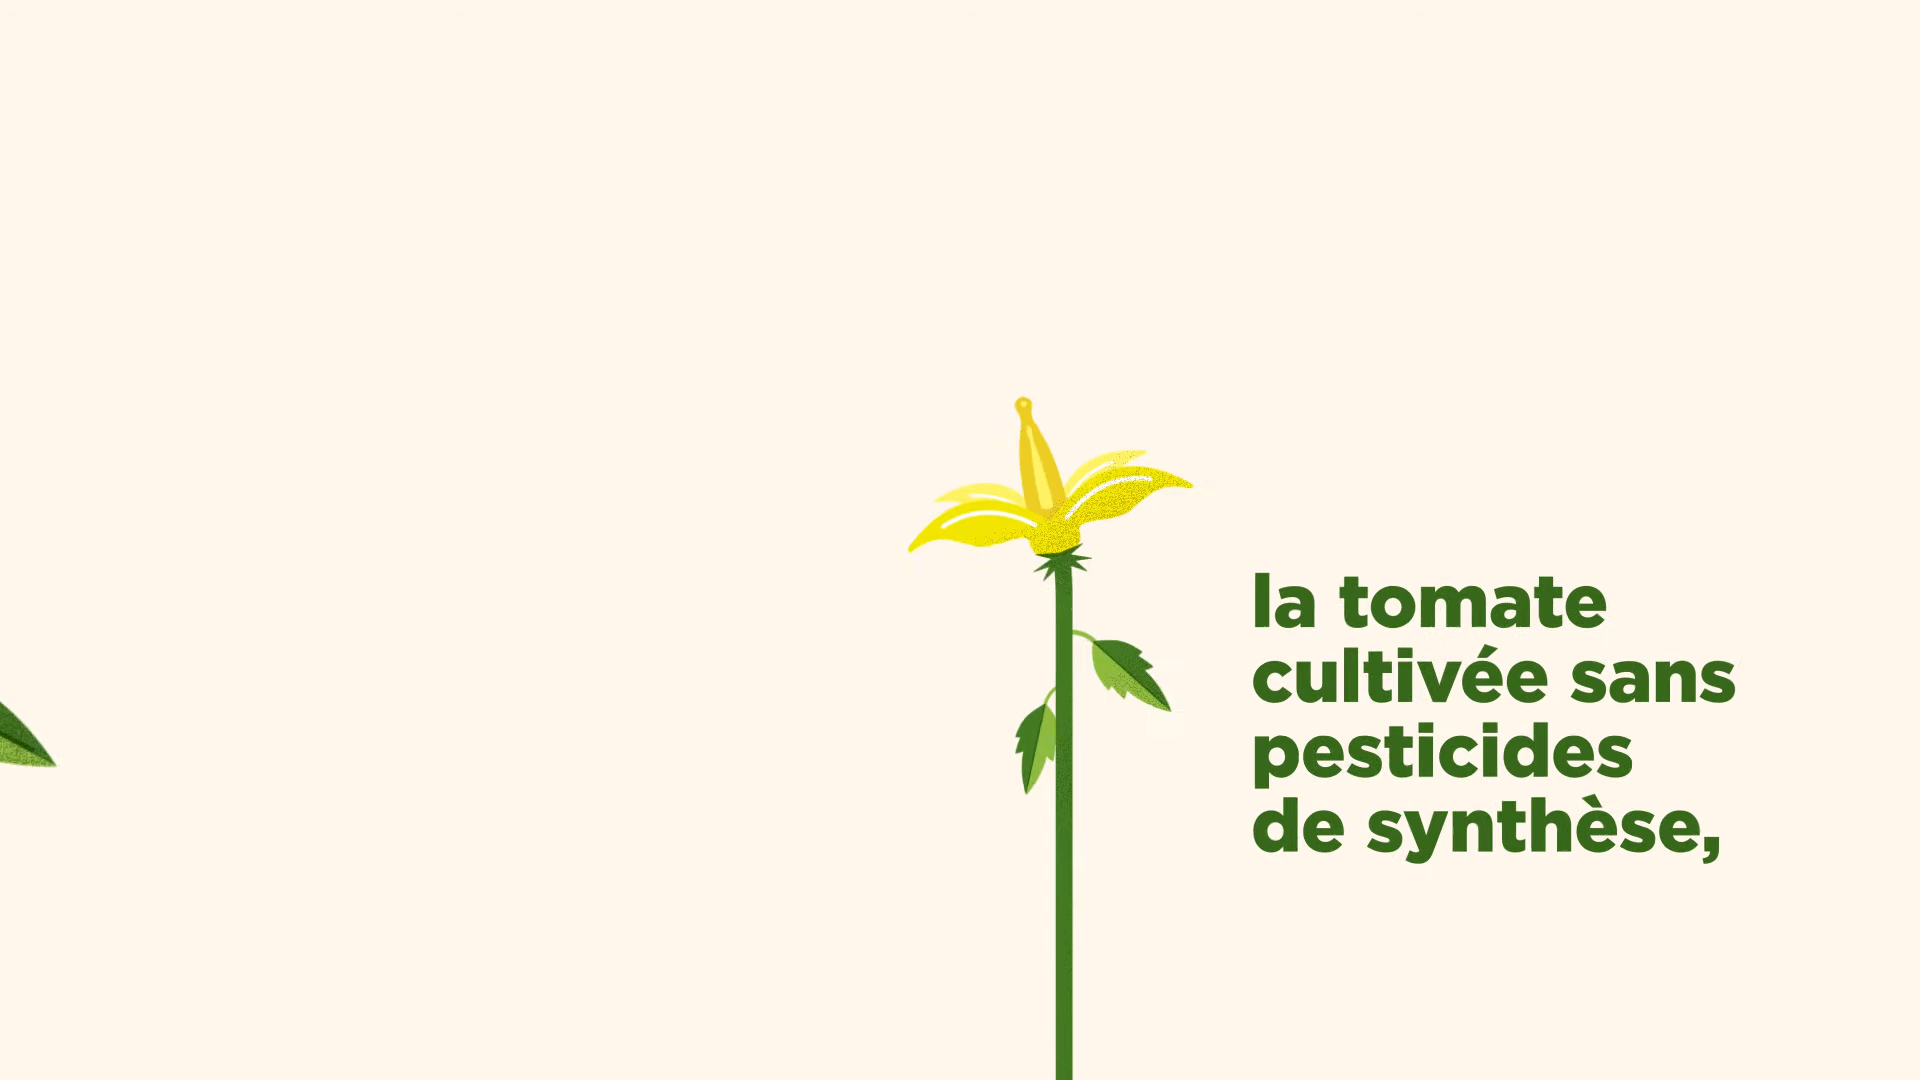 la tomate
cultivée sans
pesticides
de synthèse,